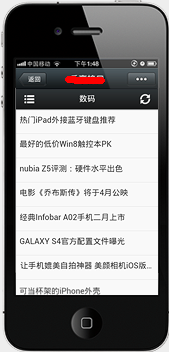 中国移动 下午1:48
返回
数码
热门iPad外接蓝牙键盘推荐
最好的低价Win8触控本PK
nubia Z5评测：硬件水平出色
电影《乔布斯传》将于4月公映
经典Infobar A02手机二月上市
GALAXY S4官方配置文件曝光
让手机媲美自拍神器 美颜相机iOS版...
可当杯架的iPhone外壳